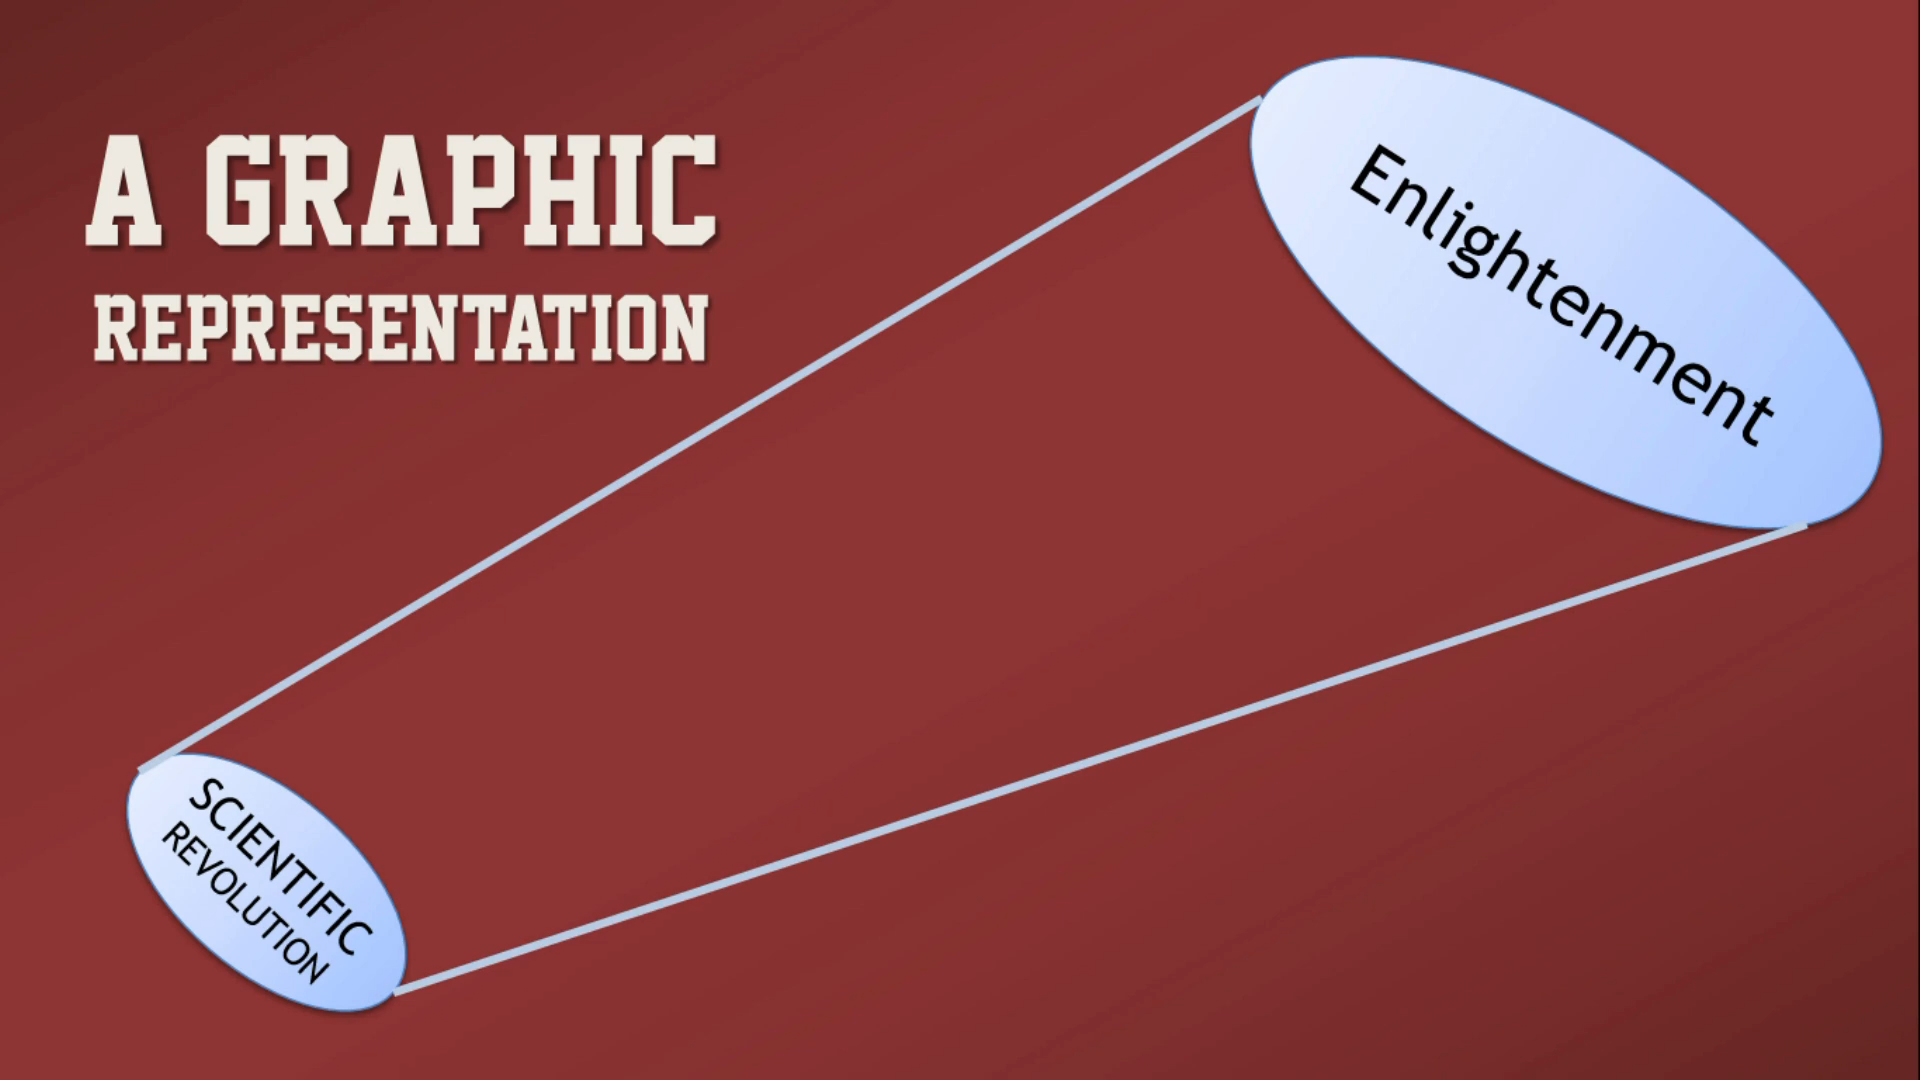 A GRAPHIC
REPRESENTATION
Enlightenment
SCIENTIFIC
REVOLUTION